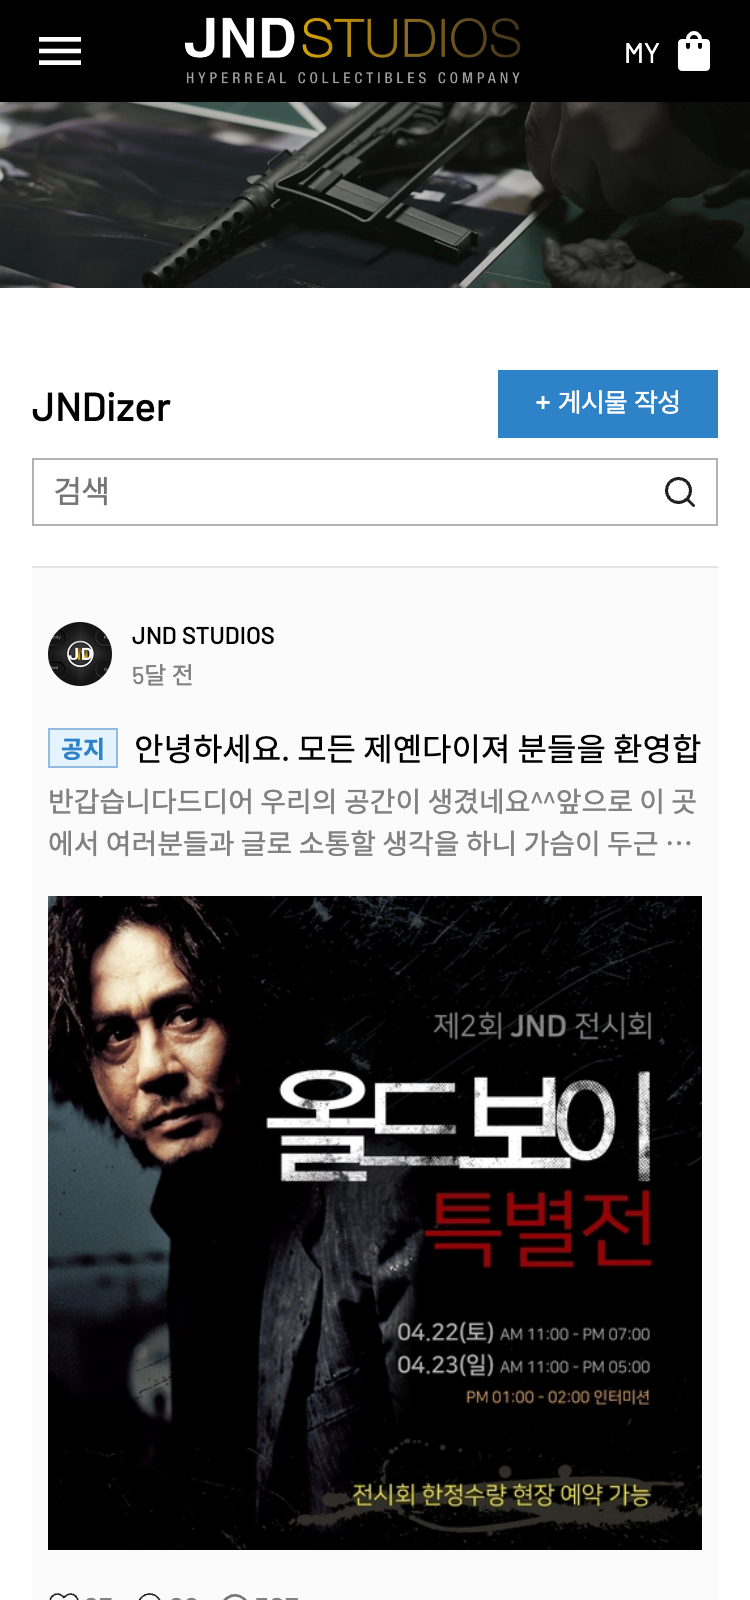 JND STUDIOS
HYPERREAL COLLECTIBLES COMPANY
MY
JNDizer
+ 게시물 작성
검색
JND STUDIOS
5달 전
공지 안녕하세요. 모든 제옌다이져 분들을 환영합
반갑습니다드디어 우리의 공간이 생겼네요^^앞으로 이 곳
에서 여러분들과 글로 소통할 생각을 하니 가슴이 두근 ···
제2회 JND 전시회
올드보이
특별전
04.22(토) AM 11:00 - PM 07:00
04.23(일) AM 11:00 - PM 05:00
PM 01:00 - 02:00 인터미션
전시회 한정수량 현장 예약 가능